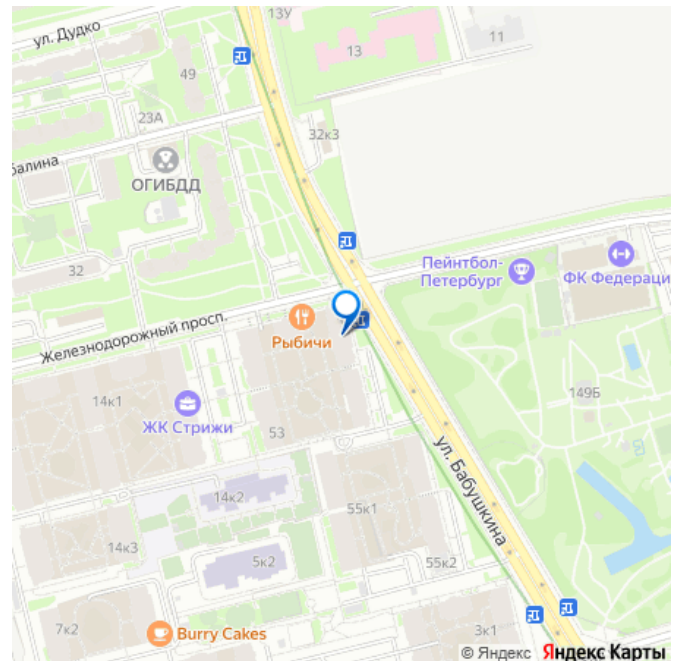 13У
ул. Дудко
13
11
49
23А
32к3
балина
ОГИБДД
32
Пейнтбол-
Петербург
ФК Федераци
Железнодорожный просп.
Рыбичи
14к1
149Б
ЖК Стрижи
53
ул. Бабушкина
14к2
55к1
14к3
5к2
55к2
7к2
Burry Cakes
3к1
© Яндекс Яндекс Карты